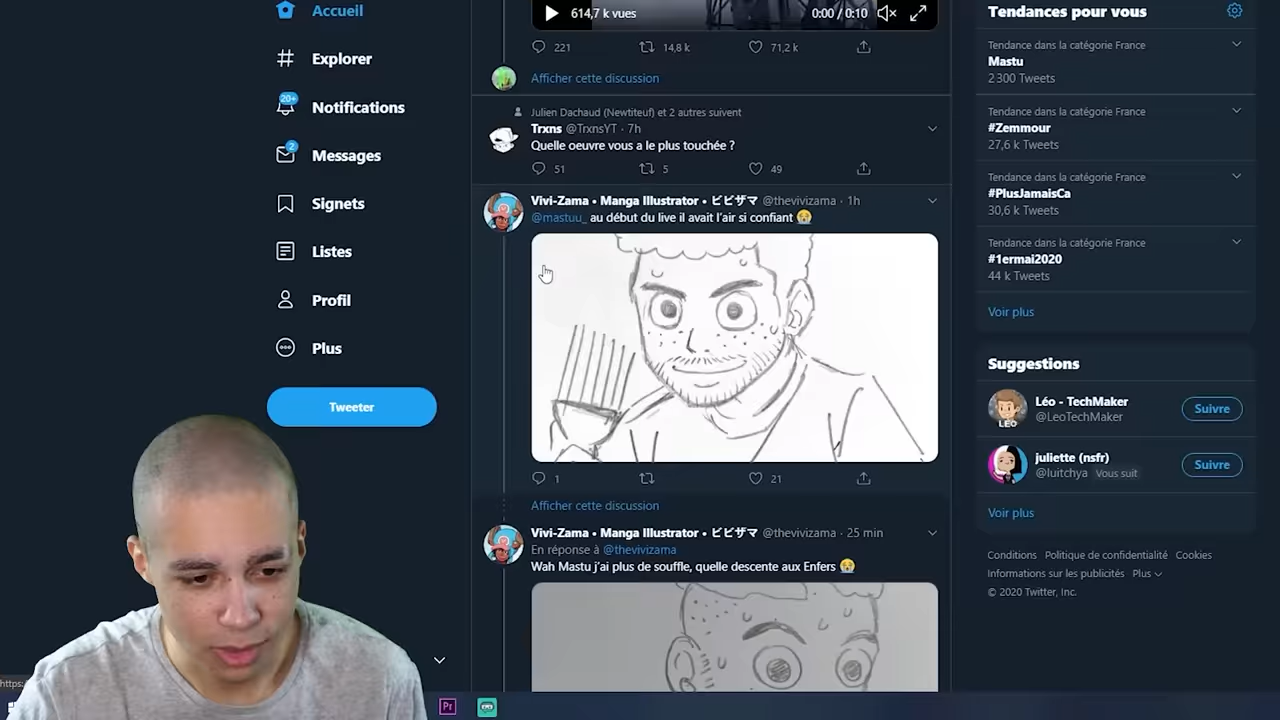 Accueil
Explorer
20+
Notifications
2
Messages
Signets
Listes
Profil
Plus
Tweeter
614,7 k vues
0:00 / 0:10
221
14,8 k
71,2 k
Afficher cette discussion
Julien Dachaud (Newtiteuf) et 2 autres suivent
Trxns @TrxnsYT · 7h
Quelle oeuvre vous a le plus touchée ?
51
5
49
Vivi-Zama • Manga Illustrator • ビビザマ @thevivizama · 1h
@mastuu_ au début du live il avait l'air si confiant 😭
1
21
Afficher cette discussion
Vivi-Zama • Manga Illustrator • ビビザマ @thevivizama · 25 min
En réponse à @thevivizama
Wah Mastu j'ai plus de souffle, quelle descente aux Enfers 😭
Tendances pour vous
Tendance dans la catégorie France
Mastu
2 300 Tweets
Tendance dans la catégorie France
#Zemmour
27,6 k Tweets
Tendance dans la catégorie France
#PlusJamaisCa
30,6 k Tweets
Tendance dans la catégorie France
#1ermai2020
44 k Tweets
Voir plus
Suggestions
LEO
Léo - TechMaker
@LeoTechMaker
Suivre
juliette (nsfr)
@luitchya Vous suit
Suivre
Voir plus
Conditions Politique de confidentialité Cookies
Informations sur les publicités Plus
© 2020 Twitter, Inc.
https:
Pr